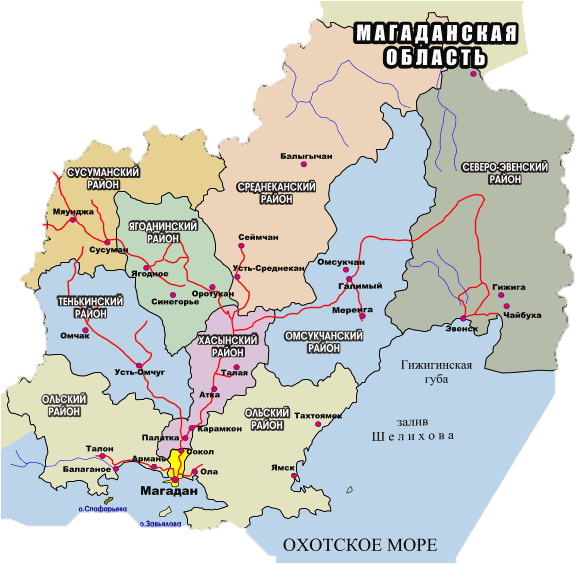 МАГАДАНСКАЯ
ОБЛАСТЬ
СУСУМАНСКИЙ
РАЙОН
Мяунджа
Сусуман
ЯГОДНИНСКИЙ
РАЙОН
Ягодное
Синегорье
Оротукан
Балыгычан
СРЕДНЕКАНСКИЙ
РАЙОН
Сеймчан
Усть-Среднекан
СЕВЕРО-ЭВЕНСКИЙ
РАЙОН
Гижига
Чайбуха
Эвенск
Омсукчан
Галимый
Меренга
ОМСУКЧАНСКИЙ
РАЙОН
ТЕНЬКИНСКИЙ
РАЙОН
Омчак
Усть-Омчуг
ХАСЫНСКИЙ
РАЙОН
Талая
Атка
Карамкен
Палатка
ОЛЬСКИЙ
РАЙОН
Талон
Балаганое
Армань
Сокол
Ола
Магадан
ОЛЬСКИЙ
РАЙОН
Тахтоямск
Ямск
Гижигинская
губа
залив
Шелихова
о.Спафарьева
о.Завьялова
ОХОТСКОЕ МОРЕ